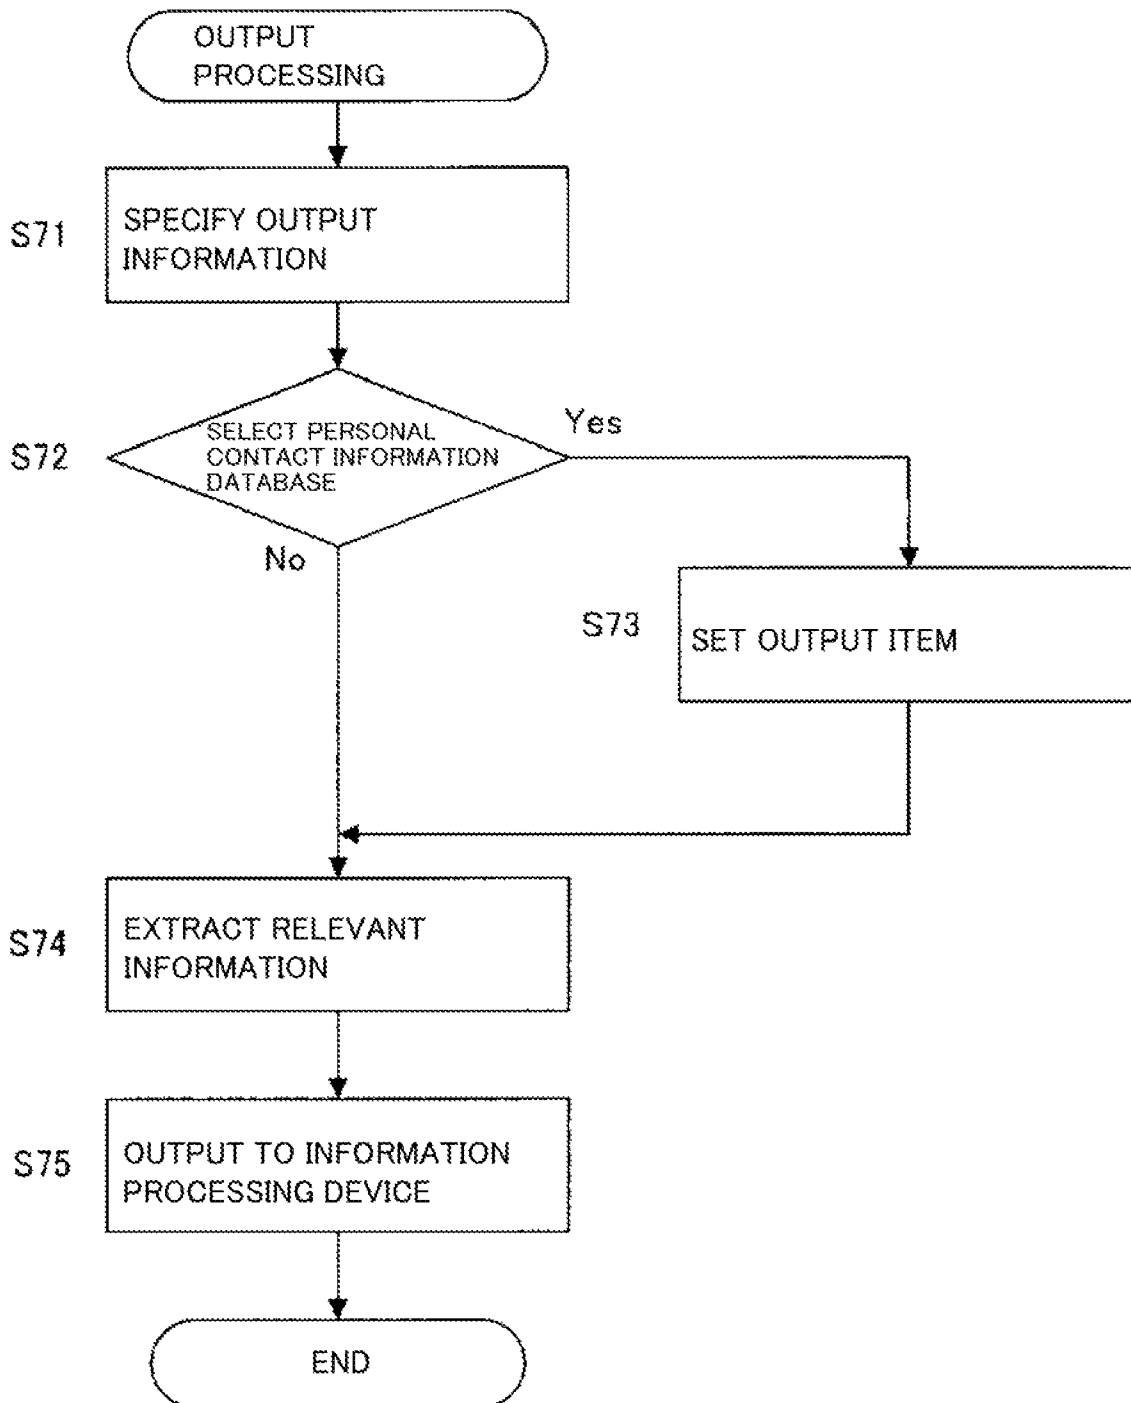 OUTPUT
PROCESSING
S71
SPECIFY OUTPUT
INFORMATION
S72
SELECT PERSONAL
CONTACT INFORMATION
DATABASE
Yes
No
S73
SET OUTPUT ITEM
S74
EXTRACT RELEVANT
INFORMATION
S75
OUTPUT TO INFORMATION
PROCESSING DEVICE
END